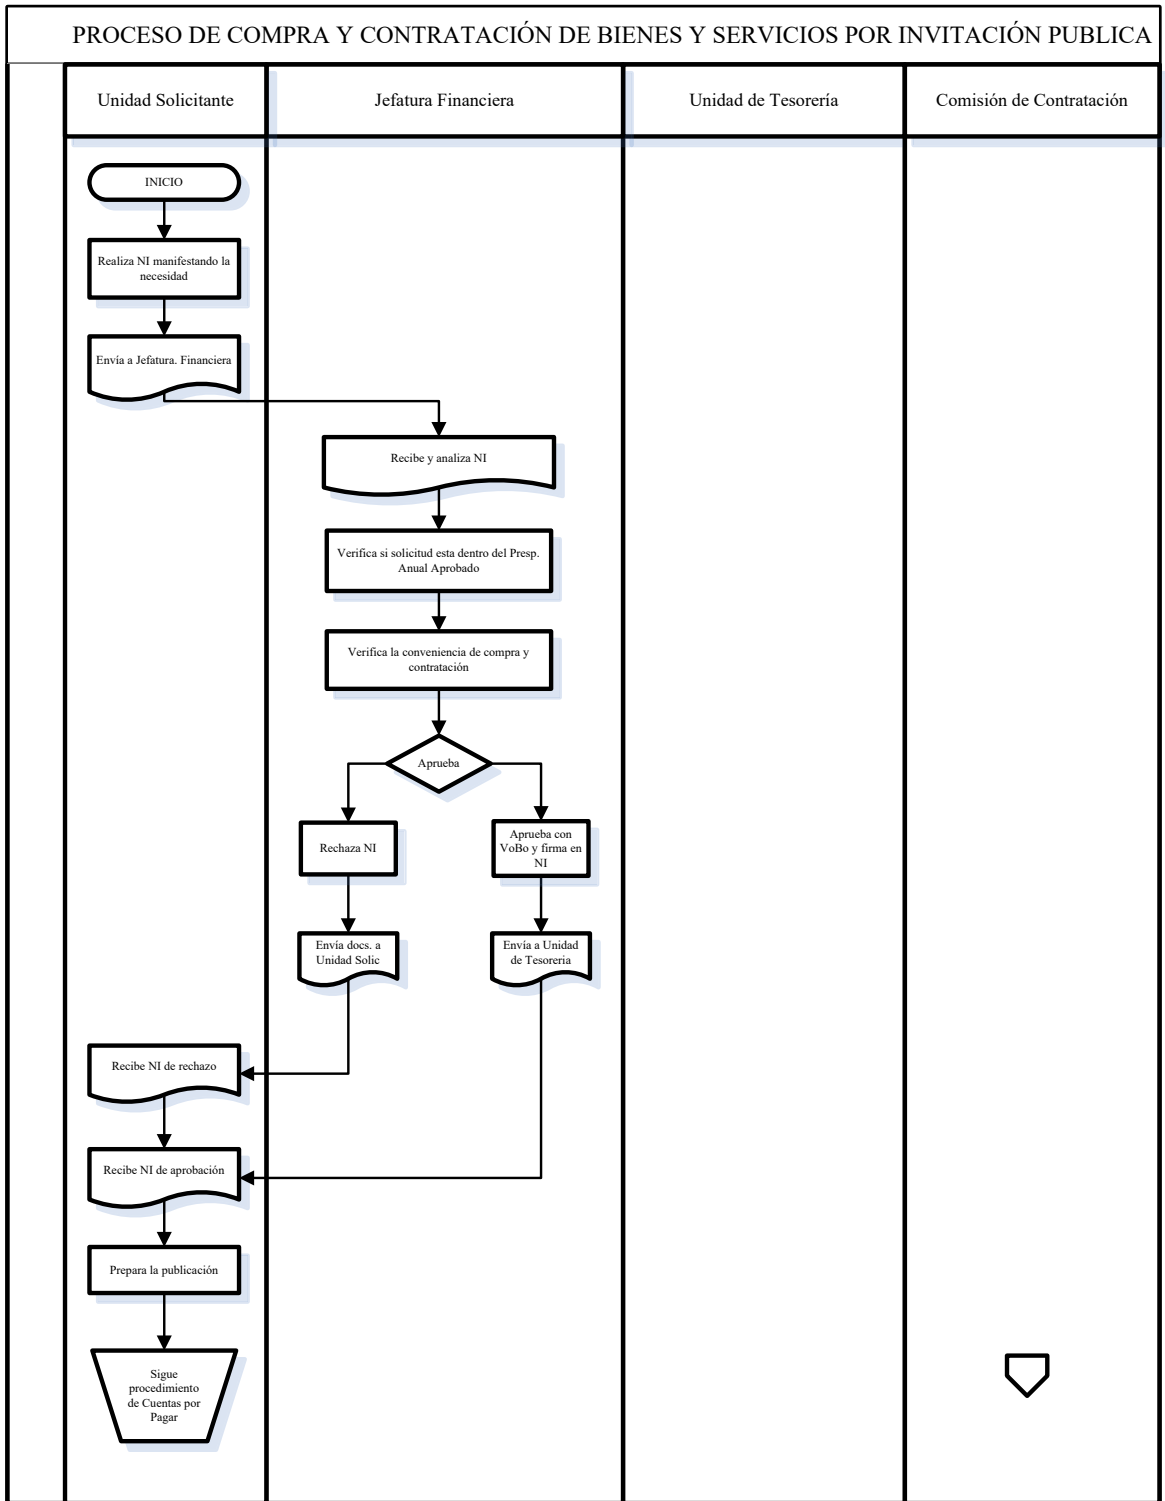 PROCESO DE COMPRA Y CONTRATACIÓN DE BIENES Y SERVICIOS POR INVITACIÓN PUBLICA
Unidad Solicitante
Jefatura Financiera
Unidad de Tesorería
Comisión de Contratación
INICIO
Realiza NI manifestando la
necesidad
Envía a Jefatura. Financiera
Recibe y analiza NI
Verifica si solicitud esta dentro del Presp.
Anual Aprobado
Verifica la conveniencia de compra y
contratación
Aprueba
Rechaza NI
Aprueba con
VoBo y firma en
NI
Envía docs. a
Unidad Solic
Envía a Unidad
de Tesoreria
Recibe NI de rechazo
Recibe NI de aprobación
Prepara la publicación
Sigue
procedimiento
de Cuentas por
Pagar